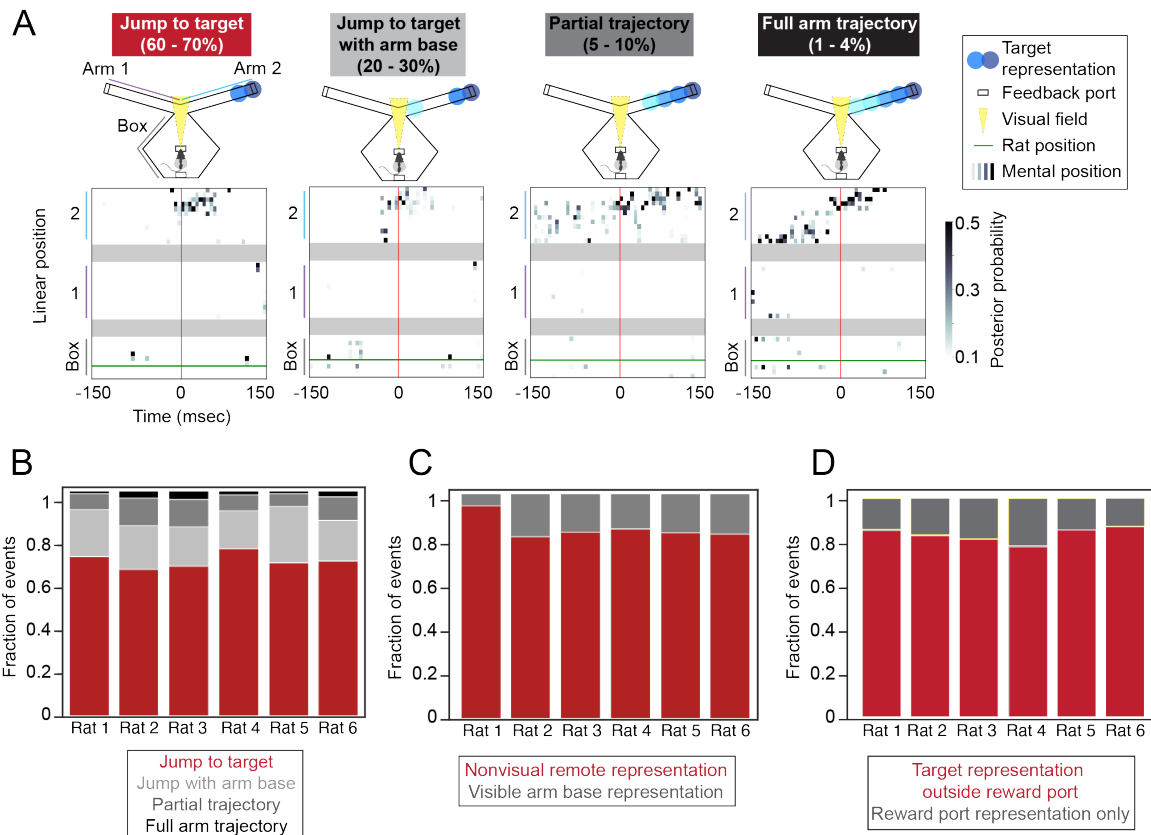 A
Jump to target
(60 - 70%)
Jump to target
with arm base
(20 - 30%)
Partial trajectory
(5 - 10%)
Full arm trajectory
(1 - 4%)
Arm 1
Arm 2
Box
Target
representation
Feedback port
Visual field
Rat position
Mental position
Linear position
2
1
Box
2
1
Box
2
1
Box
2
1
Box
-150
0
150
-150
0
150
-150
0
150
-150
0
150
Time (msec)
0.5
0.3
0.1
Posterior probability
B
Fraction of events
1
0.8
0.6
0.4
0.2
0
Rat 1 Rat 2 Rat 3 Rat 4 Rat 5 Rat 6
Jump to target
Jump with arm base
Partial trajectory
Full arm trajectory
C
Fraction of events
1
0.8
0.6
0.4
0.2
0
Rat 1 Rat 2 Rat 3 Rat 4 Rat 5 Rat 6
Nonvisual remote representation
Visible arm base representation
D
Fraction of events
1
0.8
0.6
0.4
0.2
0
Rat 1 Rat 2 Rat 3 Rat 4 Rat 5 Rat 6
Target representation
outside reward port
Reward port representation only